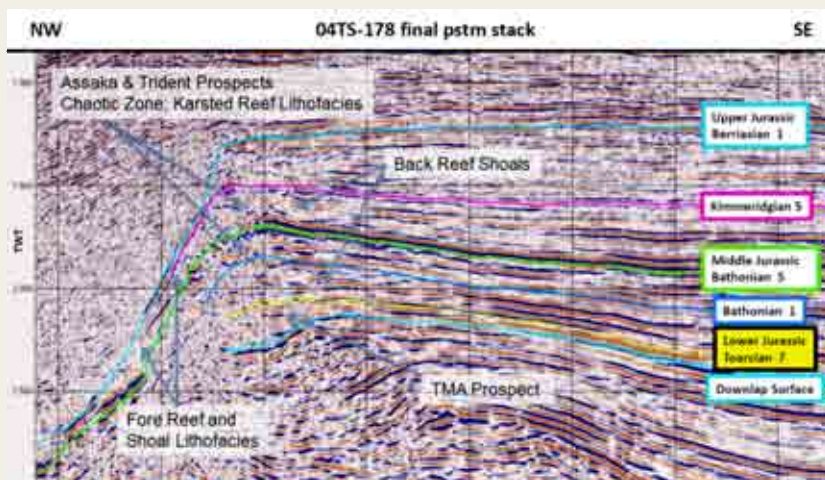 NW 04TS-178 final pstm stack SE
Assaka & Trident Prospects
Chaotic Zone: Karsted Reef Lithofacies
Upper Jurassic
Berriasian 1
Back Reef Shoals
Kimmeridgian 5
TWT
Middle Jurassic
Bathonian 5
Bathonian 1
Lower Jurassic
Toarcian 7
Downlap Surface
TMA Prospect
Fore Reef and
Shoal Lithofacies